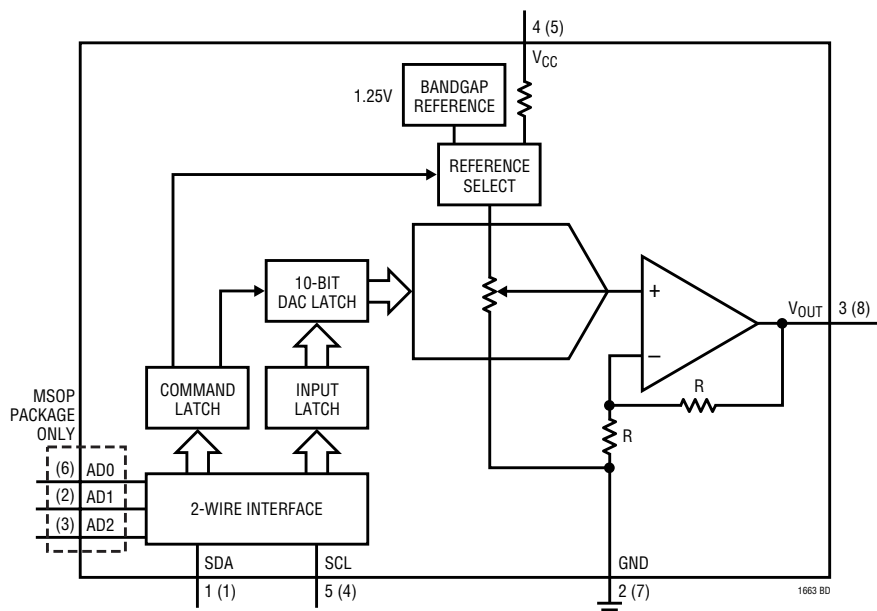 4 (5)
VCC
1.25V
BANDGAP
REFERENCE
REFERENCE
SELECT
10-BIT
DAC LATCH
+
–
VOUT
3 (8)
R
R
COMMAND
LATCH
INPUT
LATCH
MSOP
PACKAGE
ONLY
(6) AD0
(2) AD1
(3) AD2
2-WIRE INTERFACE
SDA
SCL
GND
1 (1)
5 (4)
2 (7)
1663 BD